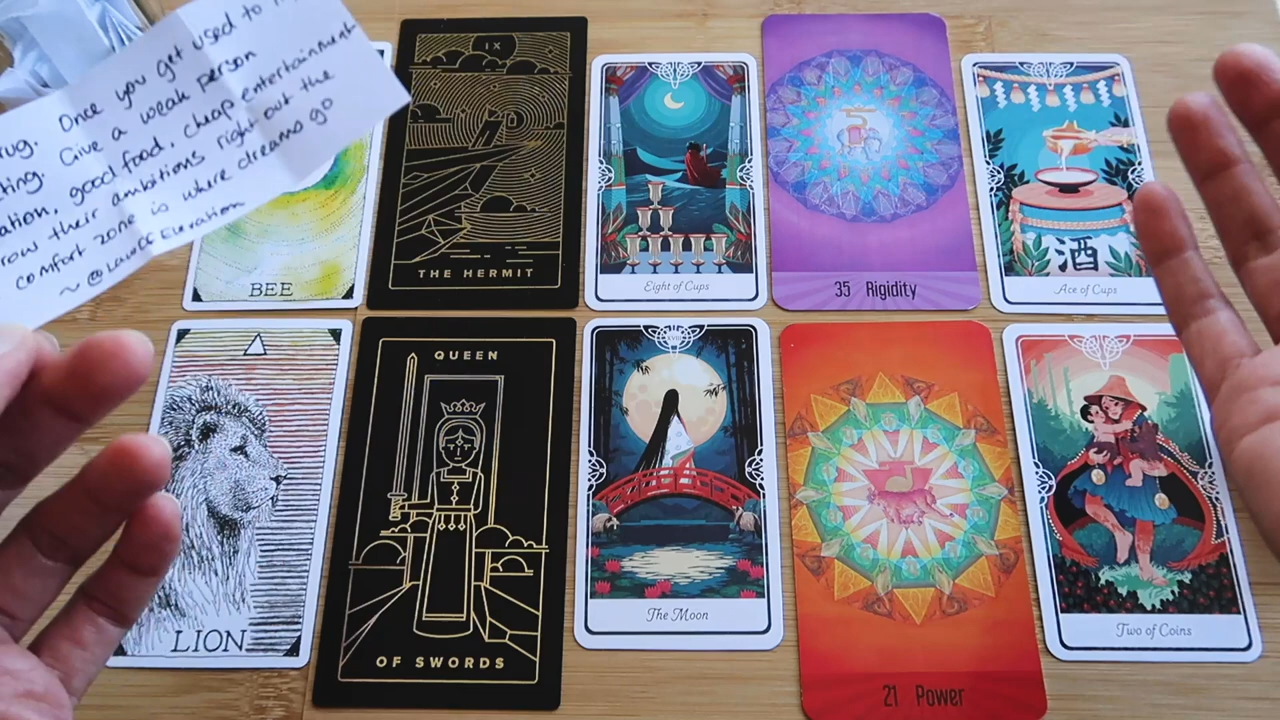 rug. Once you get used to
ting. Give a weak person
ation, good food, cheap entertainment
row their ambitions right out the
comfort zone is where dreams go
~@LawOfElevation
BEE
IX
THE HERMIT
Eight of Cups
35 Rigidity
酒
Ace of Cups
LION
QUEEN
OF SWORDS
XVIII
The Moon
21 Power
Two of Coins